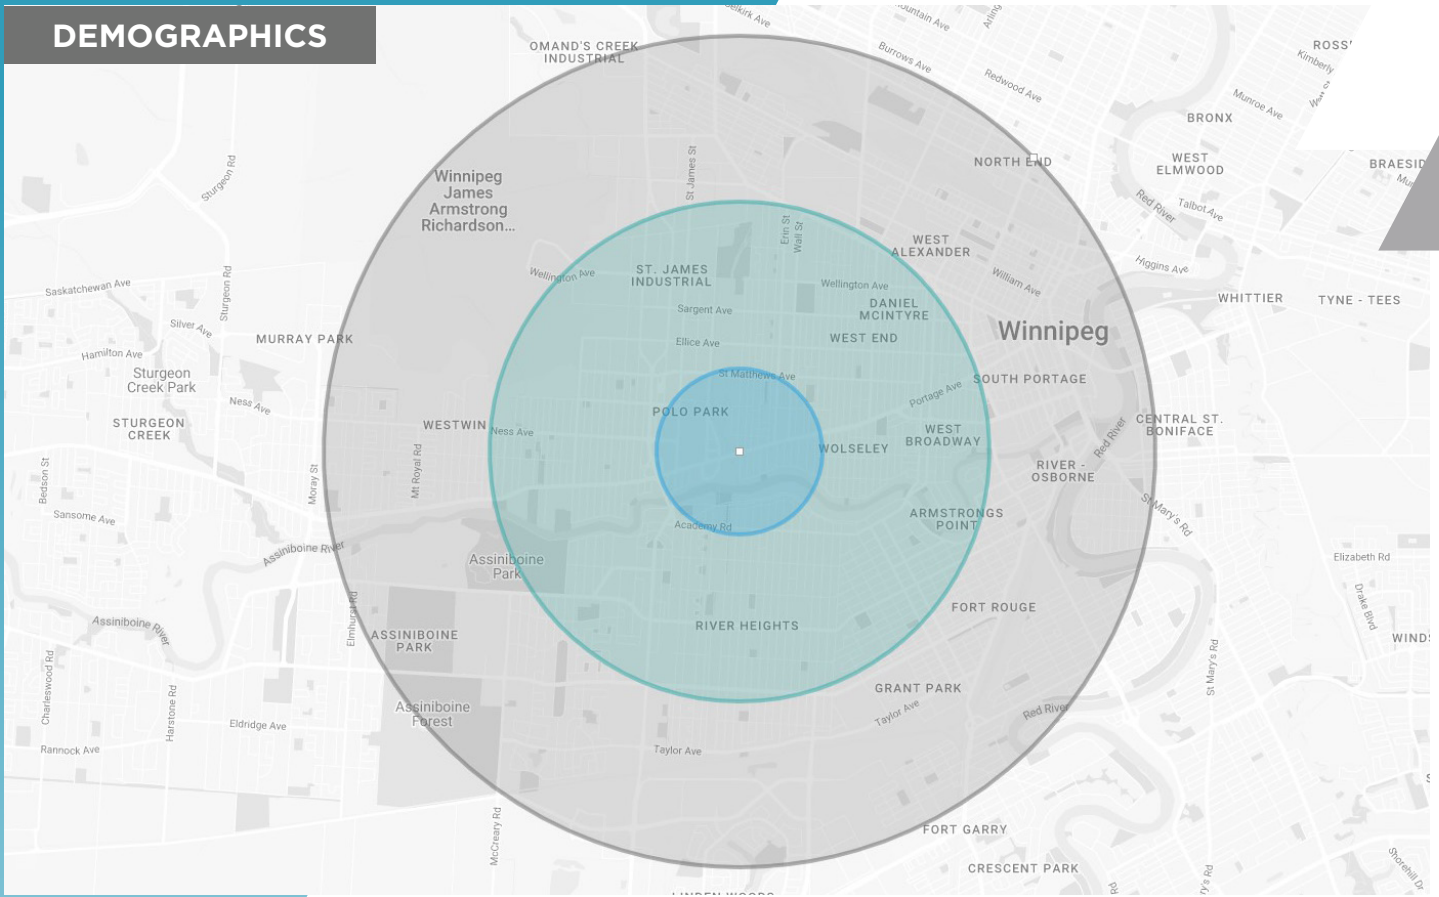 DEMOGRAPHICS
Selkirk Ave
Mountain Ave
OMAND'S CREEK
INDUSTRIAL
Burrows Ave
Redwood Ave
Kimberly
Munroe Ave
BRONX
NORTH END
WEST
ELMWOOD
BRAESID
Sturgeon Rd
St James St
Winnipeg
James
Armstrong
Richardson...
Red River
Talbot Ave
Erin St
Wall St
WEST
ALEXANDER
Higgins Ave
Wellington Ave
ST. JAMES
INDUSTRIAL
William Ave
Wellington Ave
Saskatchewan Ave
Sturgeon Rd
DANIEL
MCINTYRE
WHITTIER
TYNE - TEES
Sargent Ave
Silver Ave
MURRAY PARK
Ellice Ave
WEST END
Winnipeg
Hamilton Ave
Sturgeon
Creek Park
St Matthews Ave
SOUTH PORTAGE
Portage Ave
Ness Ave
POLO PARK
STURGEON
CREEK
WESTWIN
Ness Ave
WEST
BROADWAY
CENTRAL ST.
BONIFACE
Red River
WOLSELEY
Mt Royal Rd
Moray St
Bedson St
RIVER -
OSBORNE
Sansome Ave
Academy Rd
ARMSTRONGS
POINT
St Mary's Rd
Assiniboine River
Assiniboine
Park
Elizabeth Rd
Drake Blvd
Elmhurst Rd
FORT ROUGE
Assiniboine River
ASSINIBOINE
PARK
RIVER HEIGHTS
WINDS
Charleswood Rd
Harstone Rd
St Mary's Rd
GRANT PARK
Assiniboine
Forest
Taylor Ave
Red River
Eldridge Ave
Rannock Ave
Taylor Ave
McCreary Rd
FORT GARRY
CRESCENT PARK
Shorehill Dr
LINDEN WOODS